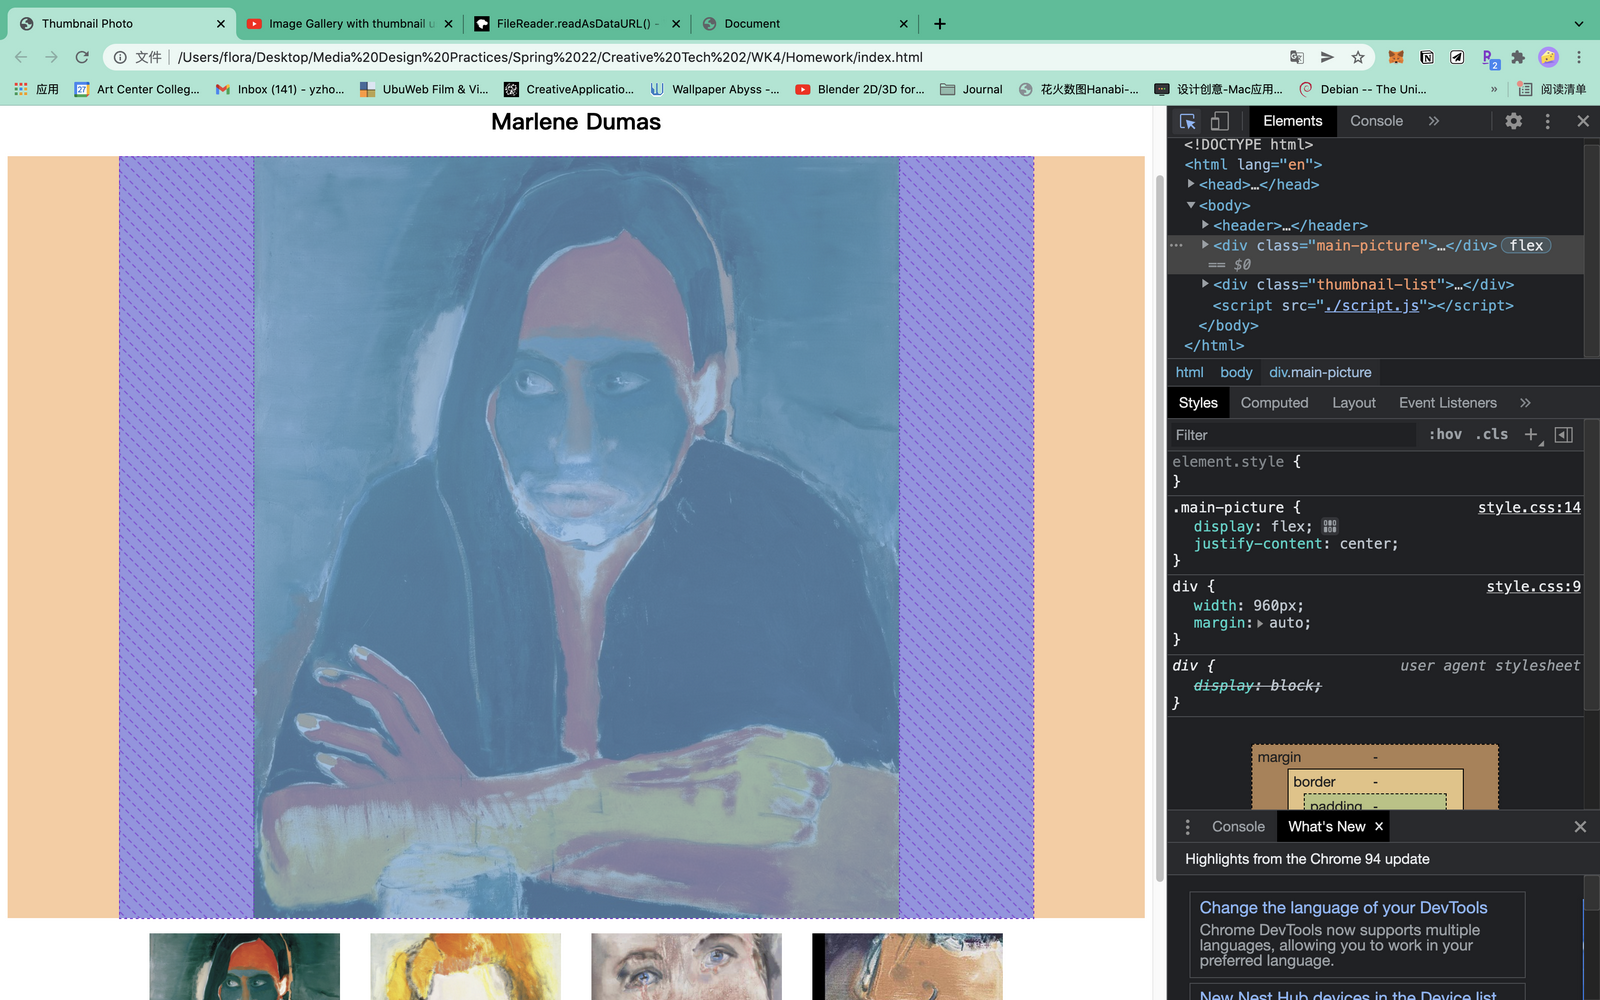 Thumbnail Photo
Image Gallery with thumbnail u
FileReader.readAsDataURL() -
Document
文件 /Users/flora/Desktop/Media%20Design%20Practices/Spring%2022/Creative%20Tech%202/WK4/Homework/index.html
2
应用
27
Art Center Colleg...
Inbox (141) - yzho...
UbuWeb Film & Vi...
CreativeApplicatio...
Wallpaper Abyss -...
Blender 2D/3D for...
Journal
花火数图Hanabi-...
设计创意-Mac应用...
Debian -- The Uni...
»
阅读清单
Marlene Dumas
Elements
Console
»
<!DOCTYPE html>
<html lang="en">
<head>…</head>
<body>
<header>…</header>
<div class="main-picture">…</div> flex
== $0
<div class="thumbnail-list">…</div>
<script src="./script.js"></script>
</body>
</html>
html body div.main-picture
Styles Computed Layout Event Listeners »
Filter :hov .cls +
element.style {
}
.main-picture { style.css:14
display: flex;
justify-content: center;
}
div { style.css:9
width: 960px;
margin: auto;
}
div { user agent stylesheet
display: block;
}
margin -
border -
padding -
Console What's New ×
Highlights from the Chrome 94 update
Change the language of your DevTools
Chrome DevTools now supports multiple
languages, allowing you to work in your
preferred language.
New Nest Hub devices in the Device list